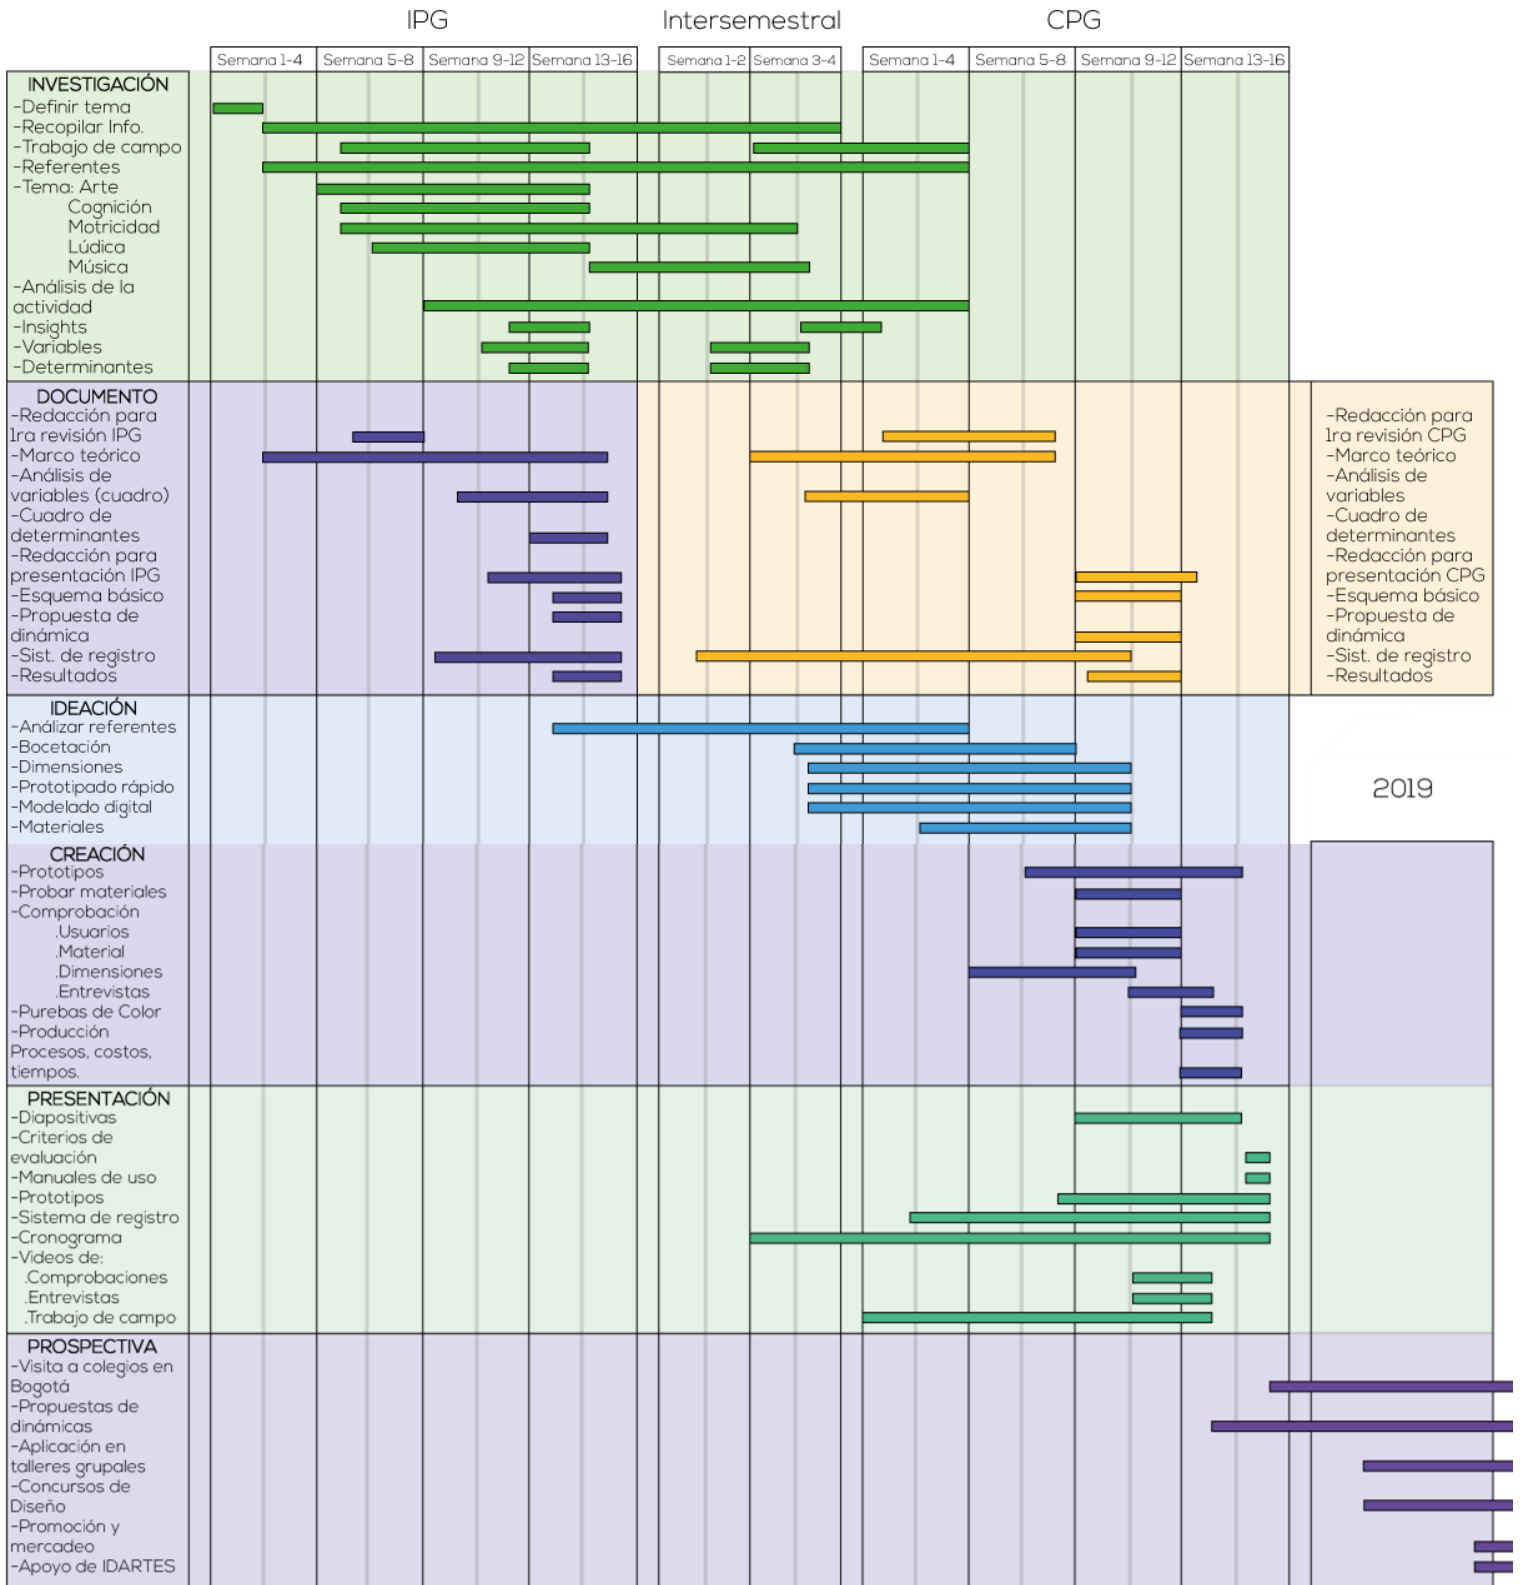 IPG
Intersemestral
CPG
Semana 1-4
Semana 5-8
Semana 9-12
Semana 13-16
Semana 1-2
Semana 3-4
Semana 1-4
Semana 5-8
Semana 9-12
Semana 13-16
INVESTIGACIÓN
-Definir tema
-Recopilar Info.
-Trabajo de campo
-Referentes
-Tema: Arte
Cognición
Motricidad
Lúdica
Música
-Análisis de la
actividad
-Insights
-Variables
-Determinantes
DOCUMENTO
-Redacción para
1ra revisión IPG
-Marco teórico
-Análisis de
variables (cuadro)
-Cuadro de
determinantes
-Redacción para
presentación IPG
-Esquema básico
-Propuesta de
dinámica
-Sist. de registro
-Resultados
-Redacción para
1ra revisión CPG
-Marco teórico
-Análisis de
variables
-Cuadro de
determinantes
-Redacción para
presentación CPG
-Esquema básico
-Propuesta de
dinámica
-Sist. de registro
-Resultados
IDEACIÓN
-Análizar referentes
-Bocetación
-Dimensiones
-Prototipado rápido
-Modelado digital
-Materiales
2019
CREACIÓN
-Prototipos
-Probar materiales
-Comprobación
.Usuarios
.Material
.Dimensiones
.Entrevistas
-Purebas de Color
-Producción
Procesos, costos,
tiempos.
PRESENTACIÓN
-Diapositivas
-Criterios de
evaluación
-Manuales de uso
-Prototipos
-Sistema de registro
-Cronograma
-Videos de:
.Comprobaciones
.Entrevistas
.Trabajo de campo
PROSPECTIVA
-Visita a colegios en
Bogotá
-Propuestas de
dinámicas
-Aplicación en
talleres grupales
-Concursos de
Diseño
-Promoción y
mercadeo
-Apoyo de IDARTES